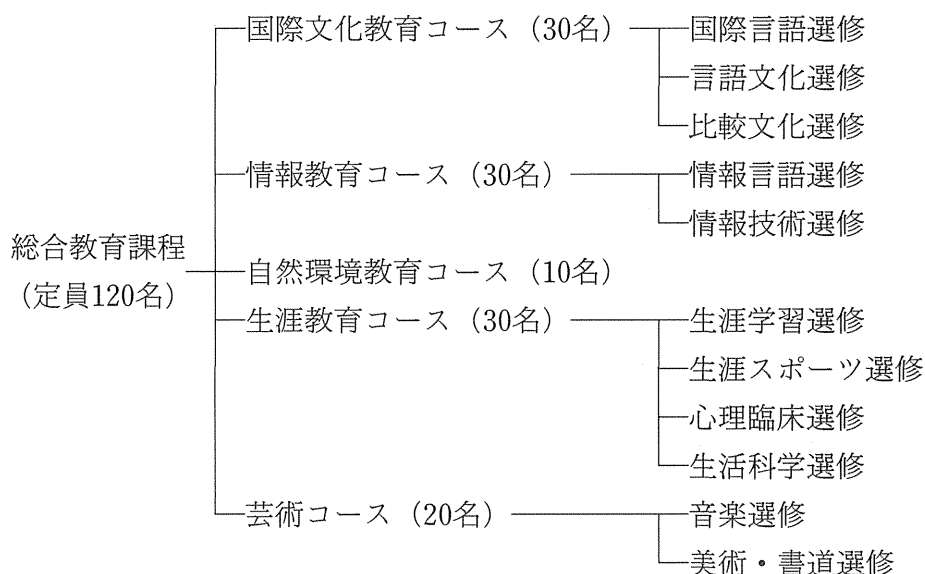 国際文化教育コース（30名）
国際言語選修
言語文化選修
比較文化選修
情報教育コース（30名）
情報言語選修
情報技術選修
総合教育課程
（定員120名）
自然環境教育コース（10名）
生涯教育コース（30名）
生涯学習選修
生涯スポーツ選修
心理臨床選修
生活科学選修
芸術コース（20名）
音楽選修
美術・書道選修